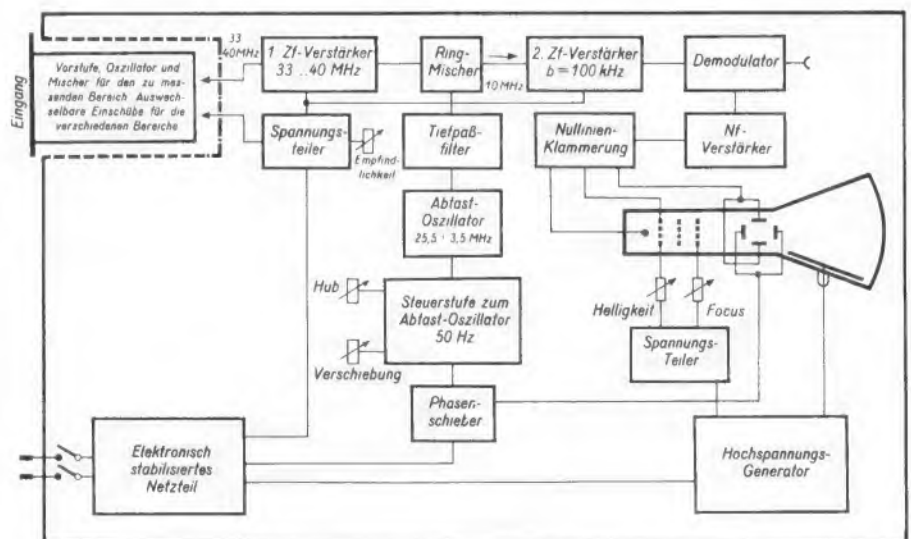 33
40MHz
Eingang
Vorstufe, Oszillator und
Mischer für den zu mes-
senden Bereich Auswech-
selbare Einschübe für die
verschiedenen Bereiche
1. Zf-Verstärker
33 ..40 MHz
Ring-
Mischer
10 MHz
2. Zf-Verstärker
b = 100 kHz
Demodulator
Spannungs-
teiler
Empfind-
lichkeit
Tiefpaß-
filter
Nullinien-
Klammerung
Nf-
Verstärker
Abtast-
Oszillator
25,5 ÷ 3,5 MHz
Hub
Steuerstufe zum
Abtast-Oszillator
50 Hz
Verschiebung
Helligkeit
Focus
Spannungs-
Teiler
Phasen-
schieber
Elektronisch
stabilisiertes
Netzteil
Hochspannungs-
Generator